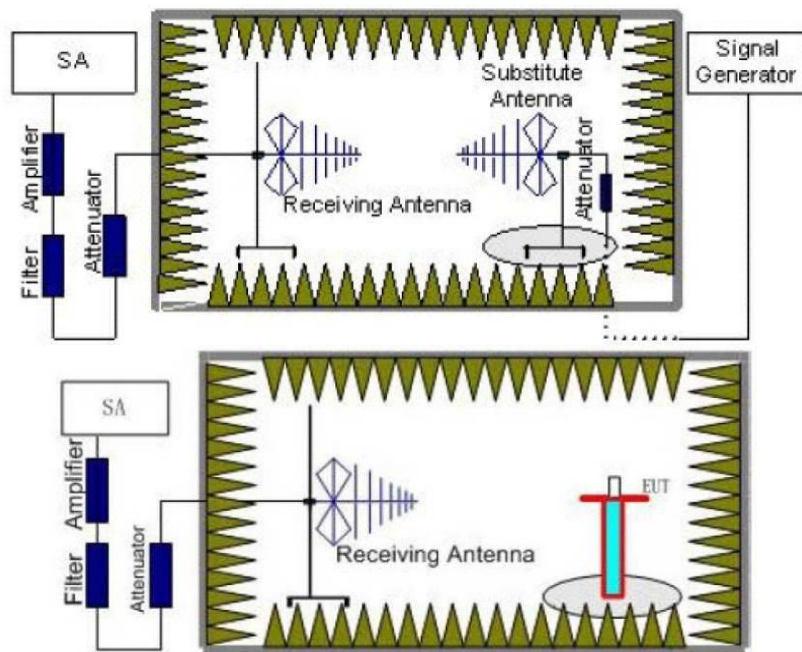 SA
Signal
Generator
Substitute
Antenna
Amplifier
Attenuator
Attenuator
Receiving Antenna
Filter
SA
EUT
Amplifier
Receiving Antenna
Filter
Attenuator